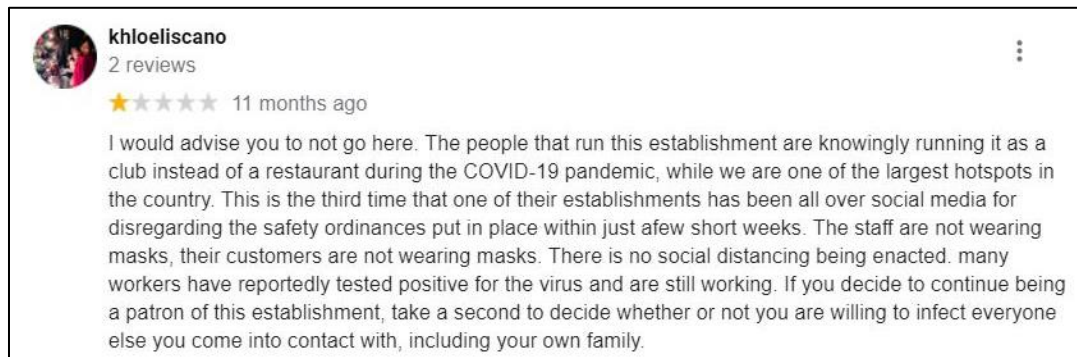 khloeliscano
2 reviews
11 months ago
I would advise you to not go here. The people that run this establishment are knowingly running it as a
club instead of a restaurant during the COVID-19 pandemic, while we are one of the largest hotspots in
the country. This is the third time that one of their establishments has been all over social media for
disregarding the safety ordinances put in place within just afew short weeks. The staff are not wearing
masks, their customers are not wearing masks. There is no social distancing being enacted. many
workers have reportedly tested positive for the virus and are still working. If you decide to continue being
a patron of this establishment, take a second to decide whether or not you are willing to infect everyone
else you come into contact with, including your own family.